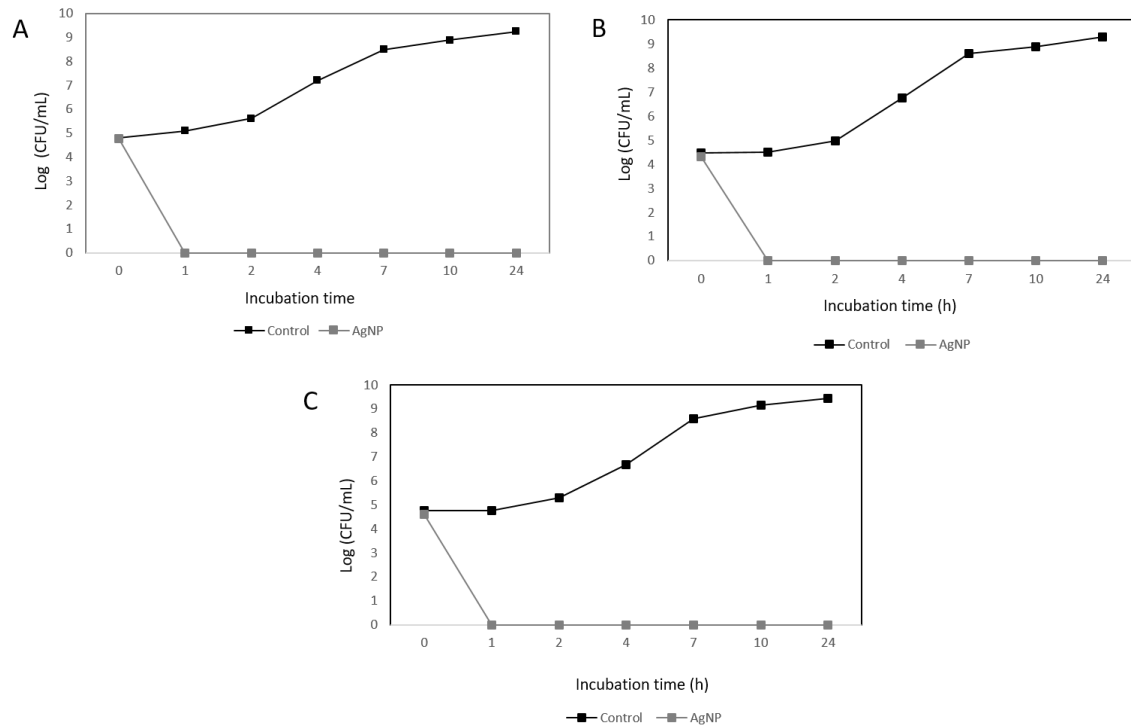 A
10
9
8
7
6
5
4
3
2
1
0
Log (CFU/mL)
0 1 2 4 7 10 24
Incubation time
Control AgNP
B
10
9
8
7
6
5
4
3
2
1
0
Log (CFU/mL)
0 1 2 4 7 10 24
Incubation time (h)
Control AgNP
C
10
9
8
7
6
5
4
3
2
1
0
Log (CFU/mL)
0 1 2 4 7 10 24
Incubation time (h)
Control AgNP